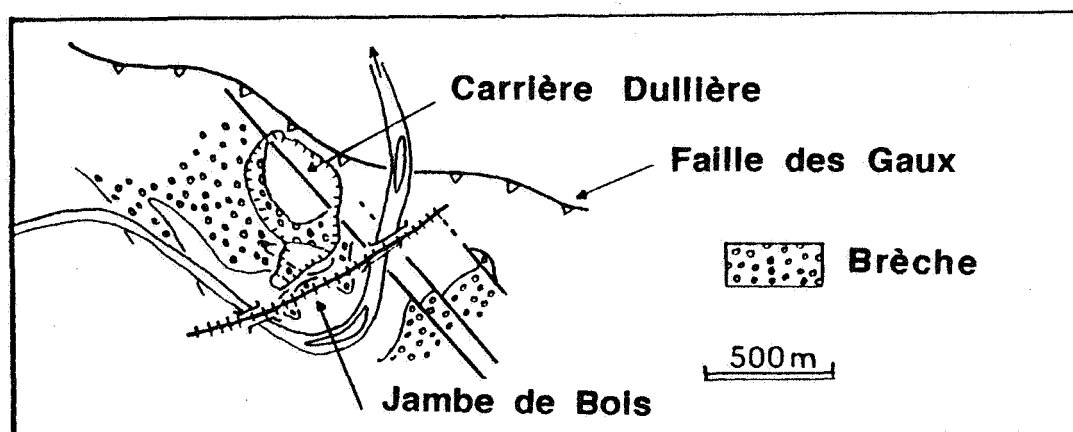 Carrière Dullière
Faille des Gaux
Brèche
500 m
Jambe de Bois